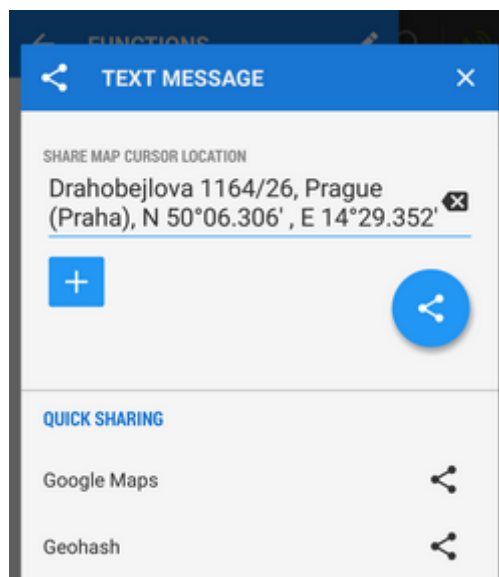 FUNCTIONS
TEXT MESSAGE
SHARE MAP CURSOR LOCATION
Drahobejlova 1164/26, Prague
(Praha), N 50°06.306' , E 14°29.352'
QUICK SHARING
Google Maps
Geohash